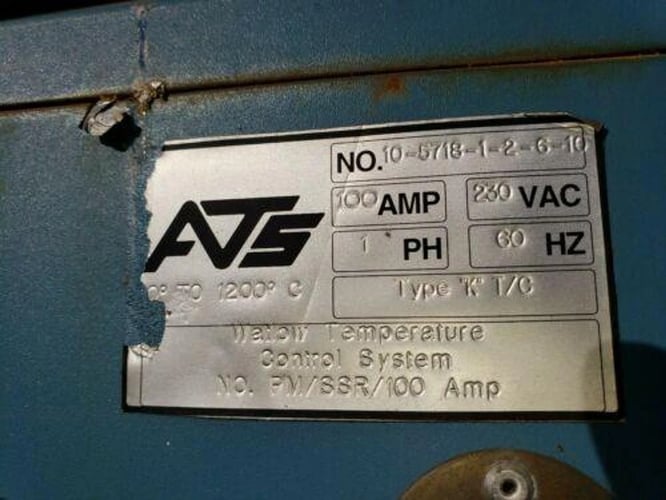 NO. 10-5718-1-2-6-10
100 AMP 230 VAC
ATS
1 PH 60 HZ
0° TO 1200° C Type "K" T/C
Watlow Temperature
Control System
NO. PM/SSR/100 Amp